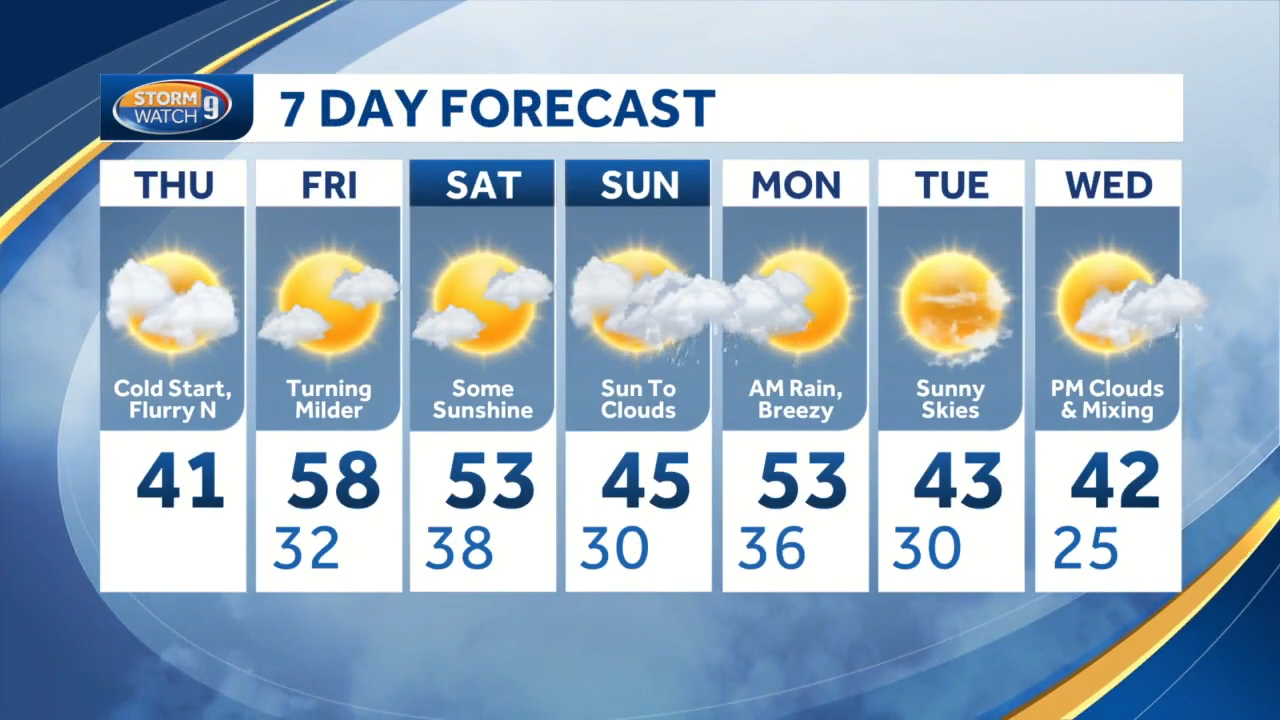 STORM
WATCH 9
7 DAY FORECAST
THU
FRI
SAT
SUN
MON
TUE
WED
Cold Start,
Flurry N
Turning
Milder
Some
Sunshine
Sun To
Clouds
AM Rain,
Breezy
Sunny
Skies
PM Clouds
& Mixing
41
58
53
45
53
43
42
32
38
30
36
30
25